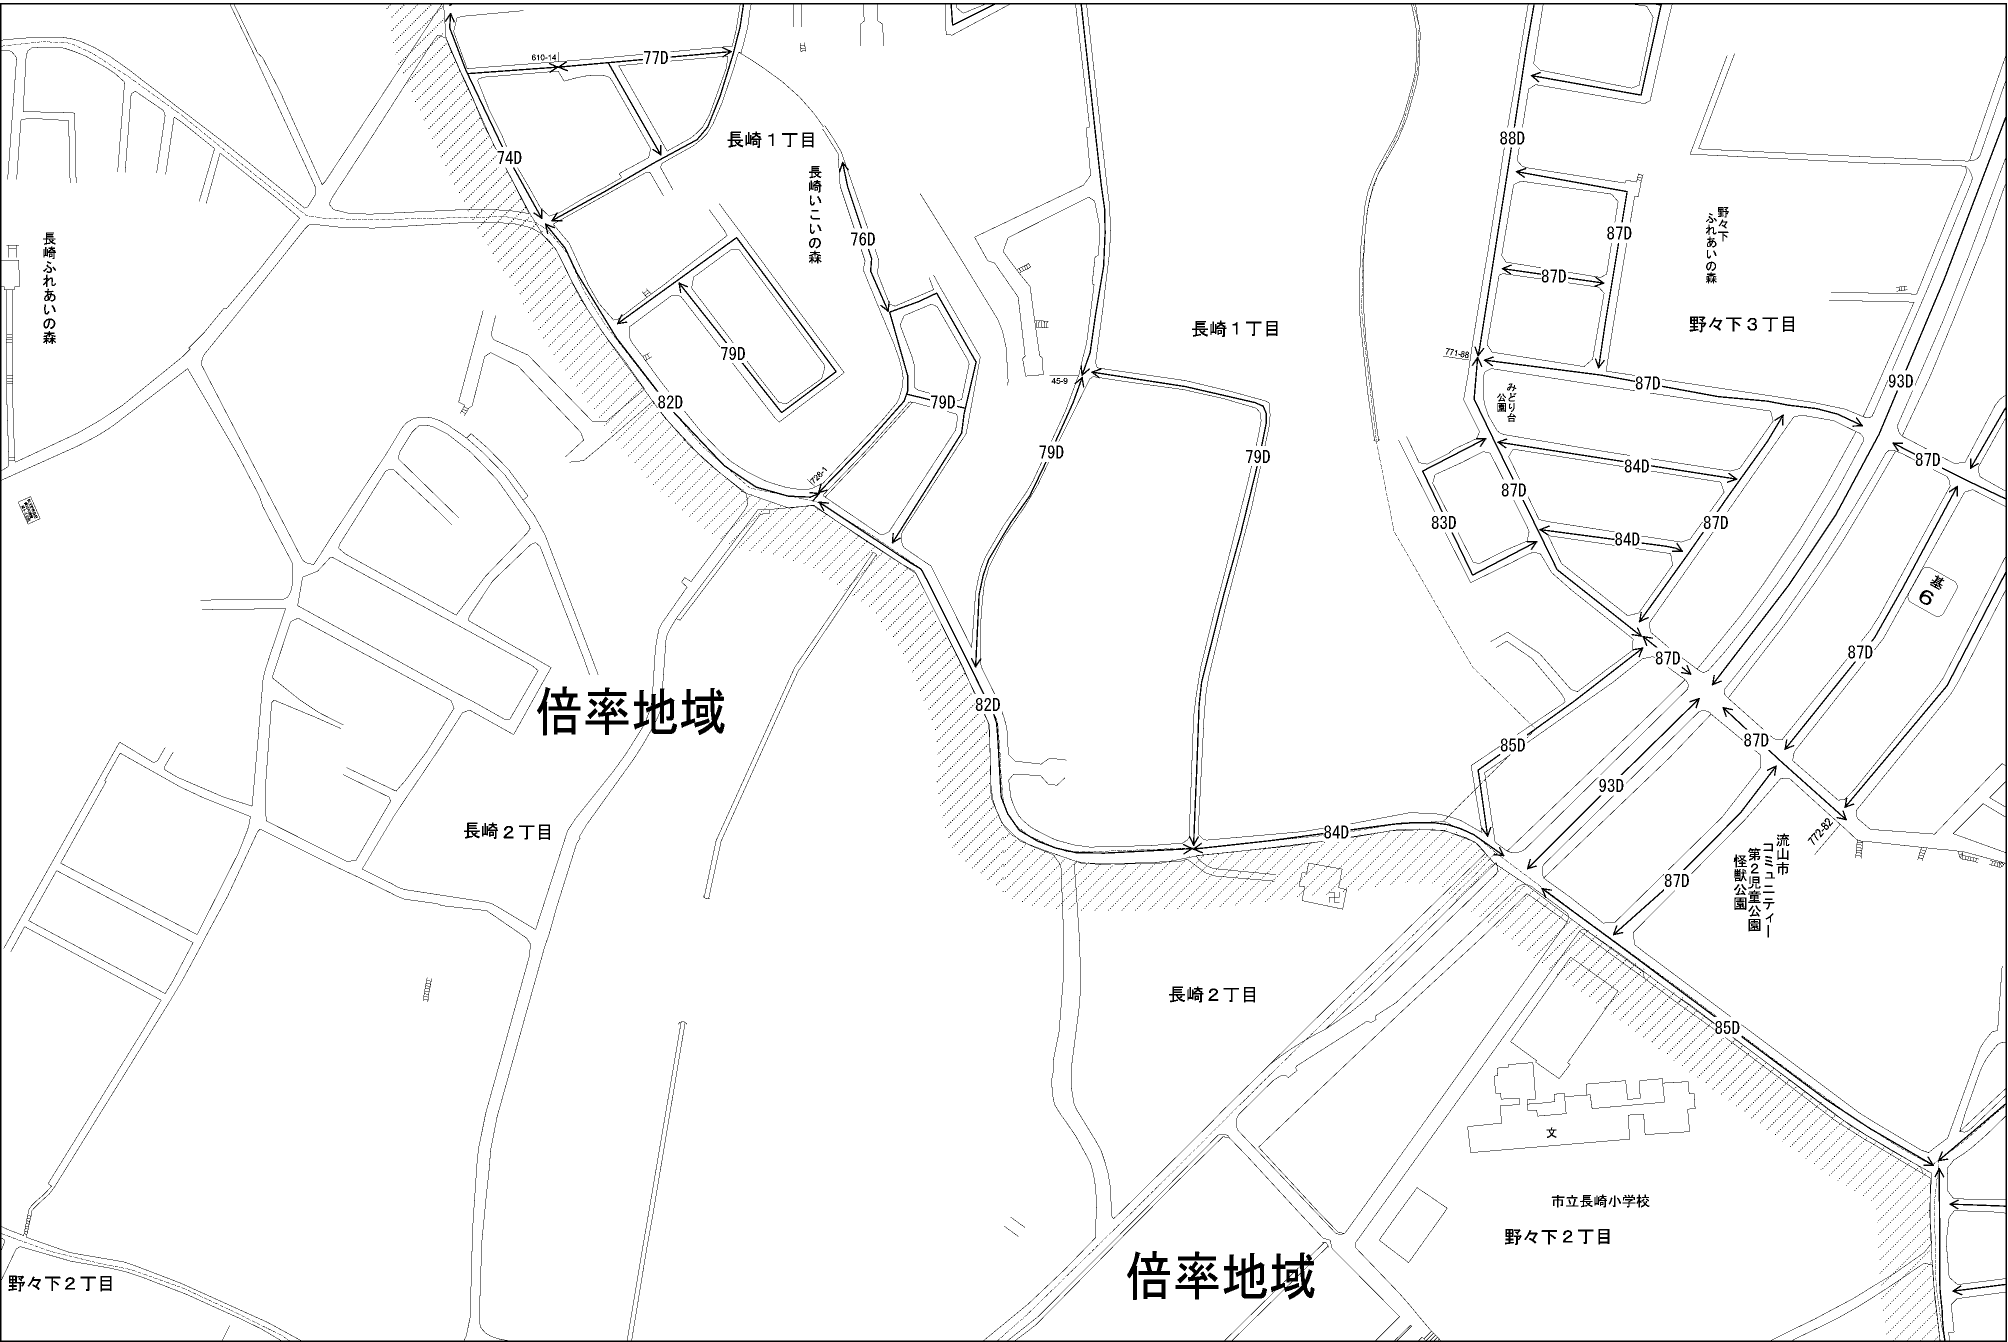 610-14
77D
74D
長崎1丁目
長崎いこいの森
88D
長崎ふれあいの森
76D
87D
87D
野々下
ふれあいの森
長崎1丁目
野々下3丁目
79D
771-88
45-9
87D
93D
みどり台
公園
82D
79D
79D
79D
84D
87D
728-1
87D
83D
87D
84D
基
6
87D
87D
倍率地域
82D
85D
87D
93D
長崎2丁目
84D
772-82
流山市
コミュニティー
第2児童公園
怪獣公園
87D
卍
長崎2丁目
85D
文
市立長崎小学校
野々下2丁目
倍率地域
野々下2丁目